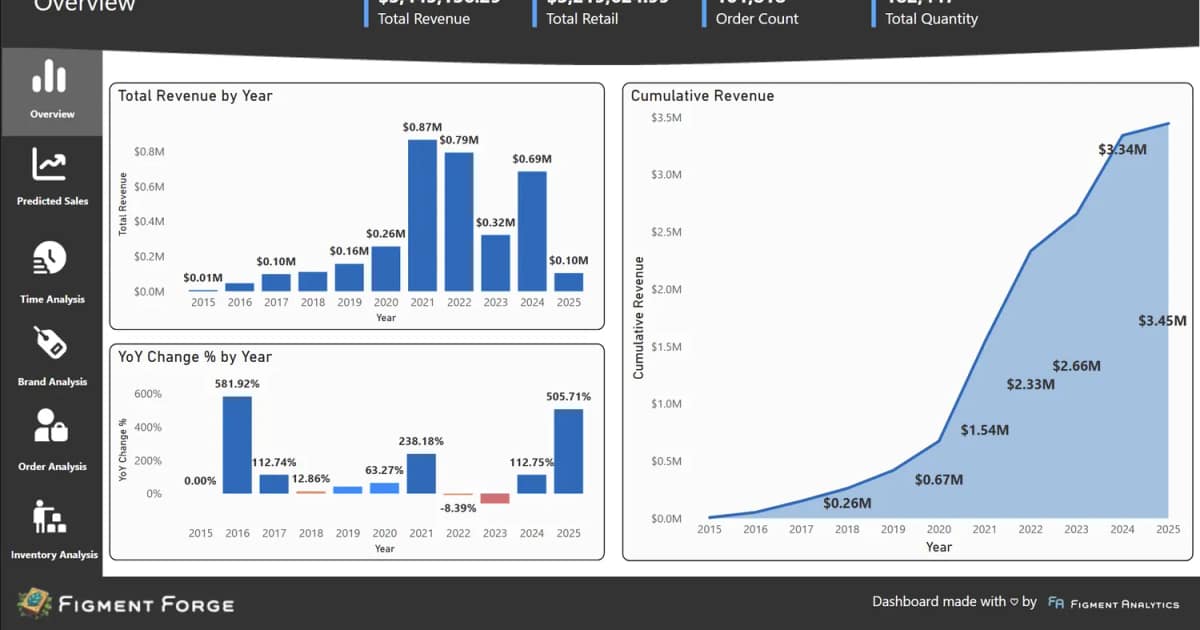 Overview
Total Revenue
Total Retail
Order Count
Total Quantity
Overview
Predicted Sales
Time Analysis
Brand Analysis
Order Analysis
Inventory Analysis
Total Revenue by Year
Total Revenue
$0.8M
$0.6M
$0.4M
$0.2M
$0.0M
$0.01M
$0.10M
$0.16M
$0.26M
$0.87M
$0.79M
$0.32M
$0.69M
$0.10M
2015 2016 2017 2018 2019 2020 2021 2022 2023 2024 2025
Year
YoY Change % by Year
YoY Change %
600%
400%
200%
0%
0.00%
581.92%
112.74%
12.86%
63.27%
238.18%
-8.39%
112.75%
505.71%
2015 2016 2017 2018 2019 2020 2021 2022 2023 2024 2025
Year
Cumulative Revenue
Cumulative Revenue
$3.5M
$3.0M
$2.5M
$2.0M
$1.5M
$1.0M
$0.5M
$0.0M
$0.26M
$0.67M
$1.54M
$2.33M
$2.66M
$3.34M
$3.45M
2015 2016 2017 2018 2019 2020 2021 2022 2023 2024 2025
Year
FIGMENT FORGE
Dashboard made with ♡ by FA FIGMENT ANALYTICS